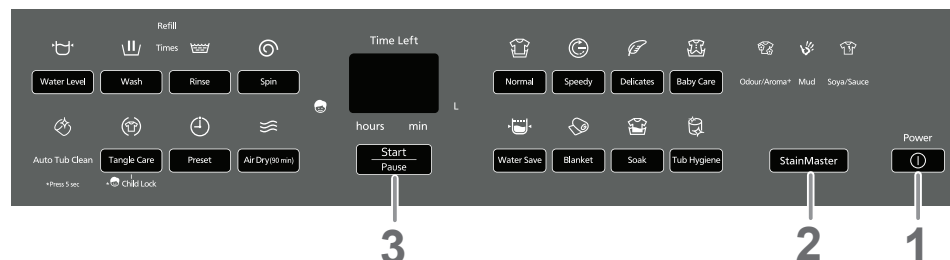 Refill
Times
Time Left
Water Level Wash Rinse Spin
Normal Speedy Delicates Baby Care
Odour/Aroma* Mud Soya/Sauce
L
hours min
Power
Auto Tub Clean Tangle Care Preset Air Dry(90 min)
Start
Pause
Water Save Blanket Soak Tub Hygiene
StainMaster
*Press 5 sec
*Child Lock
3 2 1